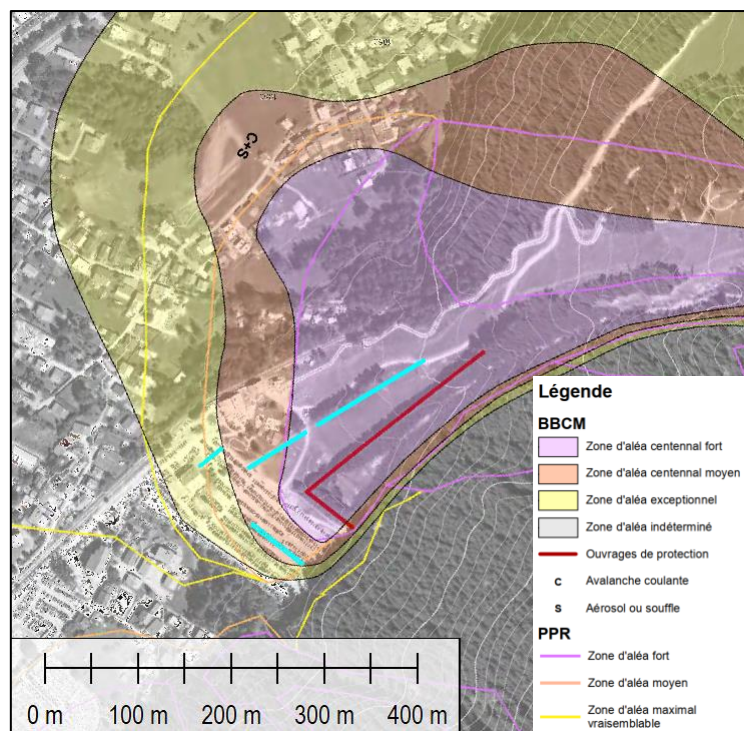 C+S
Légende
BBCM
Zone d'aléa centennal fort
Zone d'aléa centennal moyen
Zone d'aléa exceptionnel
Zone d'aléa indéterminé
Ouvrages de protection
C Avalanche coulante
S Aérosol ou souffle
PPR
Zone d'aléa fort
Zone d'aléa moyen
Zone d'aléa maximal
vraisemblable
0 m 100 m 200 m 300 m 400 m